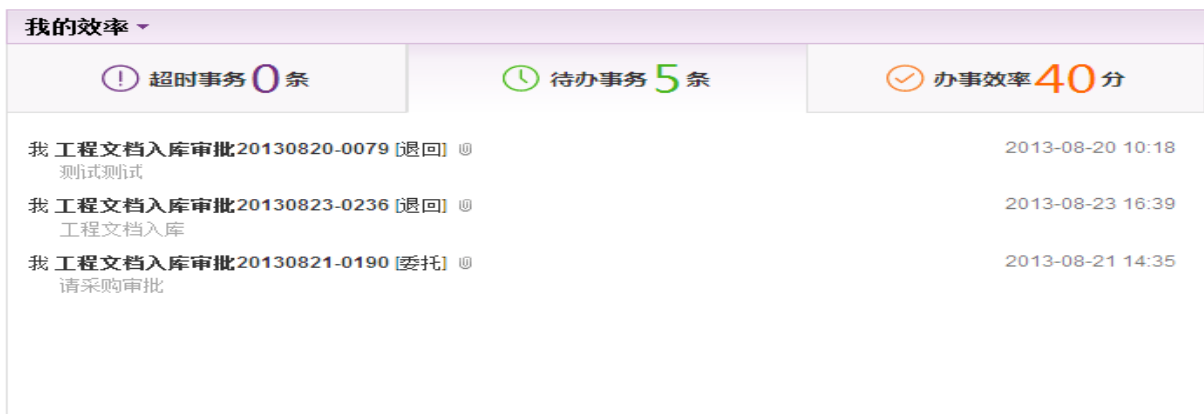 我的效率
超时事务0条
待办事务5条
办事效率40分
我 工程文档入库审批20130820-0079 [退回]
2013-08-20 10:18
测试测试
我 工程文档入库审批20130823-0236 [退回]
2013-08-23 16:39
工程文档入库
我 工程文档入库审批20130821-0190 [委托]
2013-08-21 14:35
请采购审批